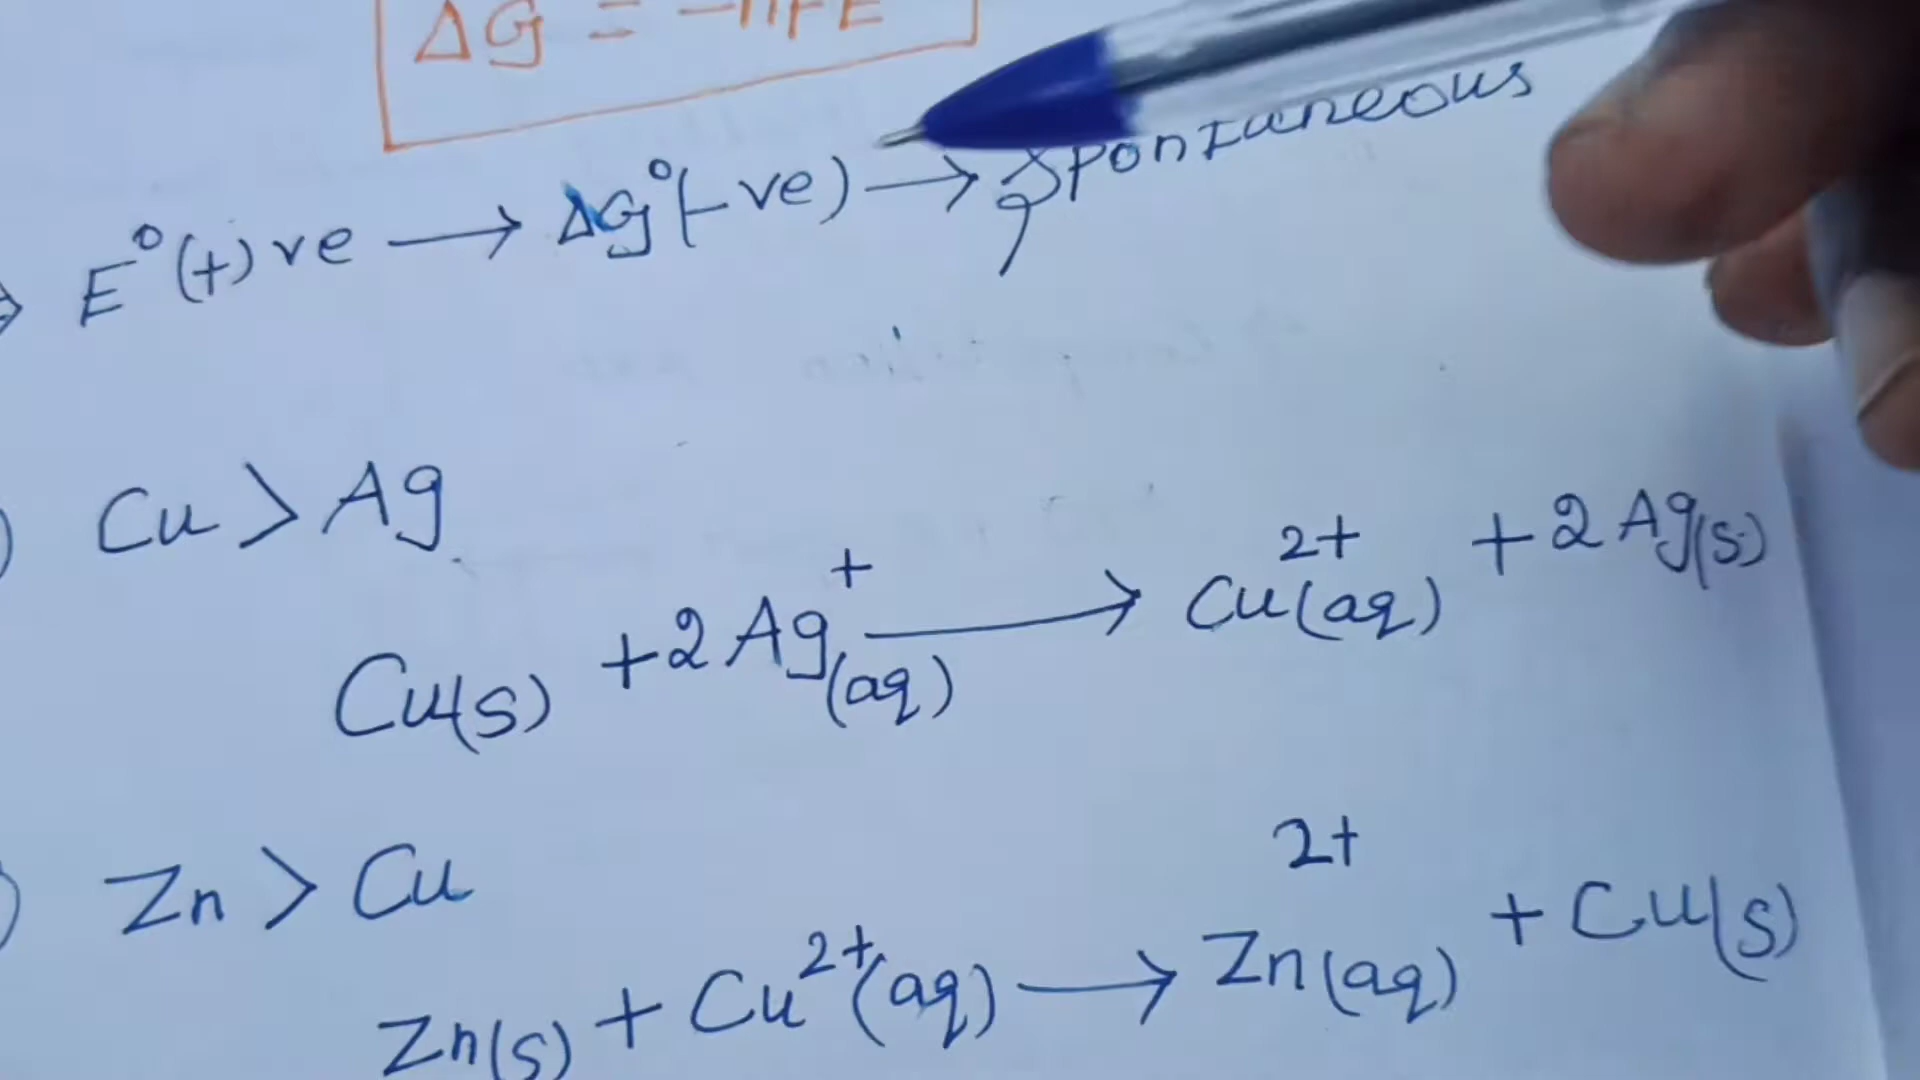 ΔG = -nFE
E°(+)ve → ΔG°(-ve) → Spontaneous
Cu > Ag
Cu(s) + 2Ag⁺(aq) → Cu²⁺(aq) + 2Ag(s)
Zn > Cu
Zn(s) + Cu²⁺(aq) → Zn²⁺(aq) + Cu(s)